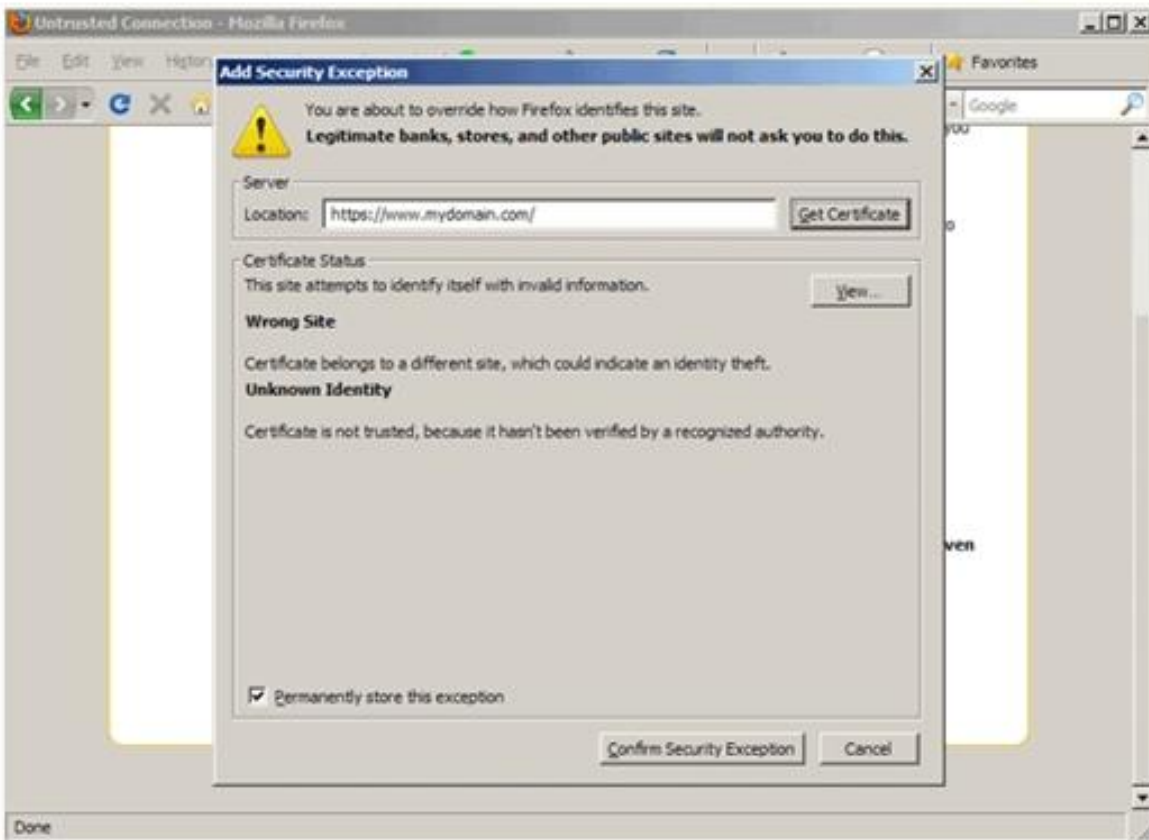 Untrusted Connection - Mozilla Firefox
File Edit View History
Favorites
Google
Add Security Exception
You are about to override how Firefox identifies this site.
Legitimate banks, stores, and other public sites will not ask you to do this.
you
Server
Location: https://www.mydomain.com/ Get Certificate
o
Certificate Status
This site attempts to identify itself with invalid information.
View...
Wrong Site
Certificate belongs to a different site, which could indicate an identity theft.
Unknown Identity
Certificate is not trusted, because it hasn't been verified by a recognized authority.
ven
Permanently store this exception
Confirm Security Exception Cancel
Done